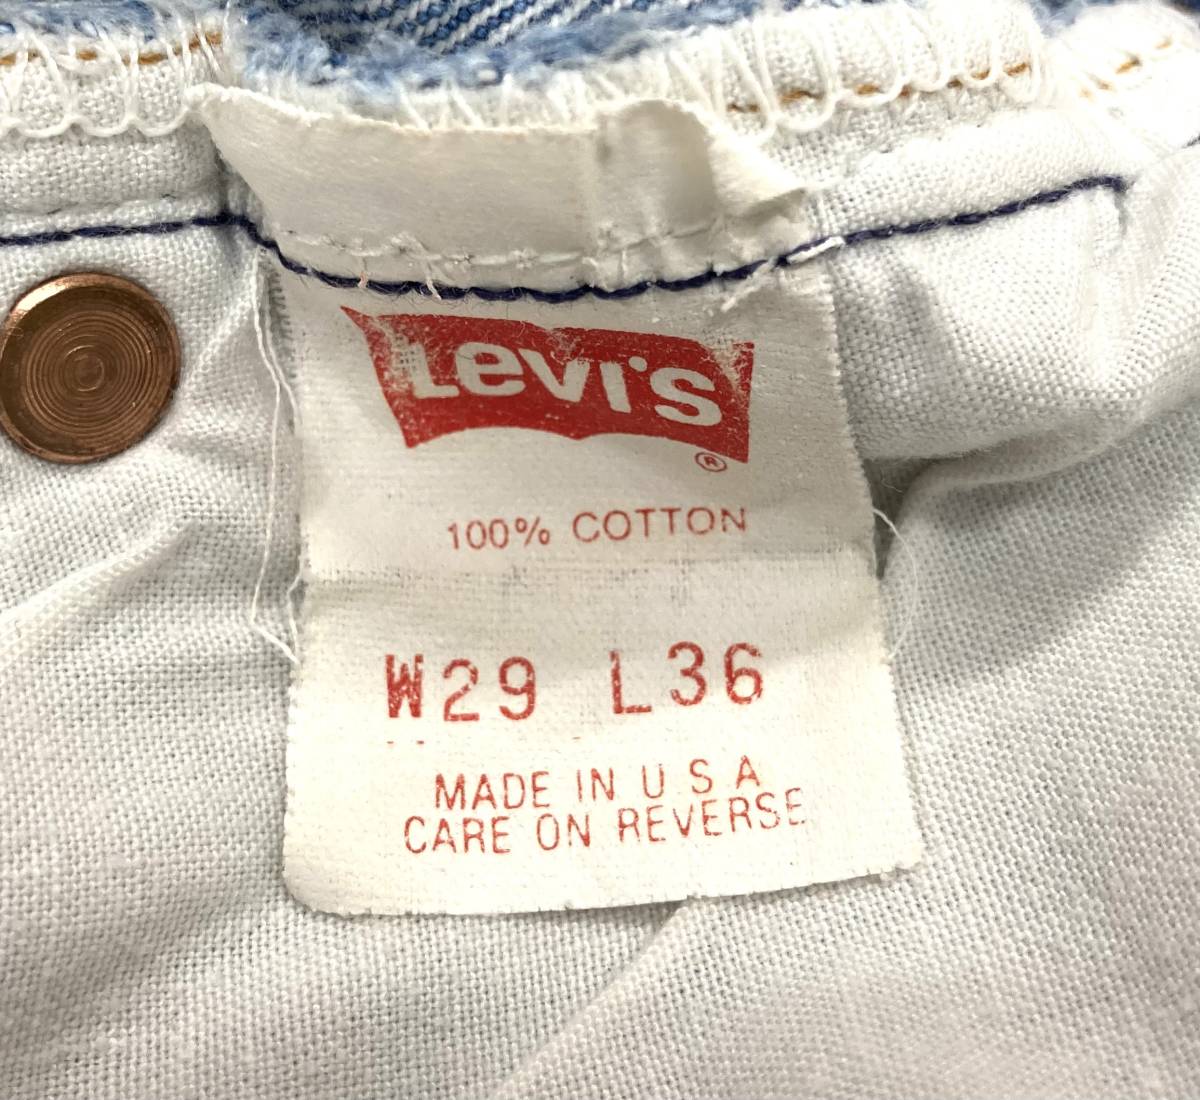 Levi's
®
100% COTTON
W29 L36
MADE IN U S A
CARE ON REVERSE